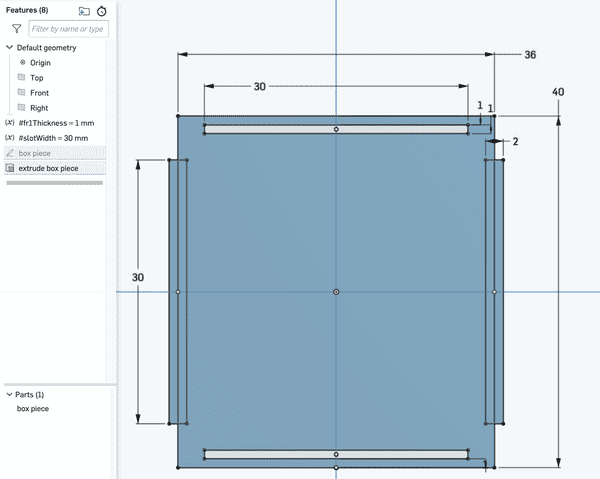 Features (8)
Filter by name or type
Default geometry
Origin
Top
Front
Right
(x) #fr1Thickness = 1 mm
(x) #slotWidth = 30 mm
box piece
extrude box piece
Parts (1)
box piece
36
30
40
1
1
2
30
1